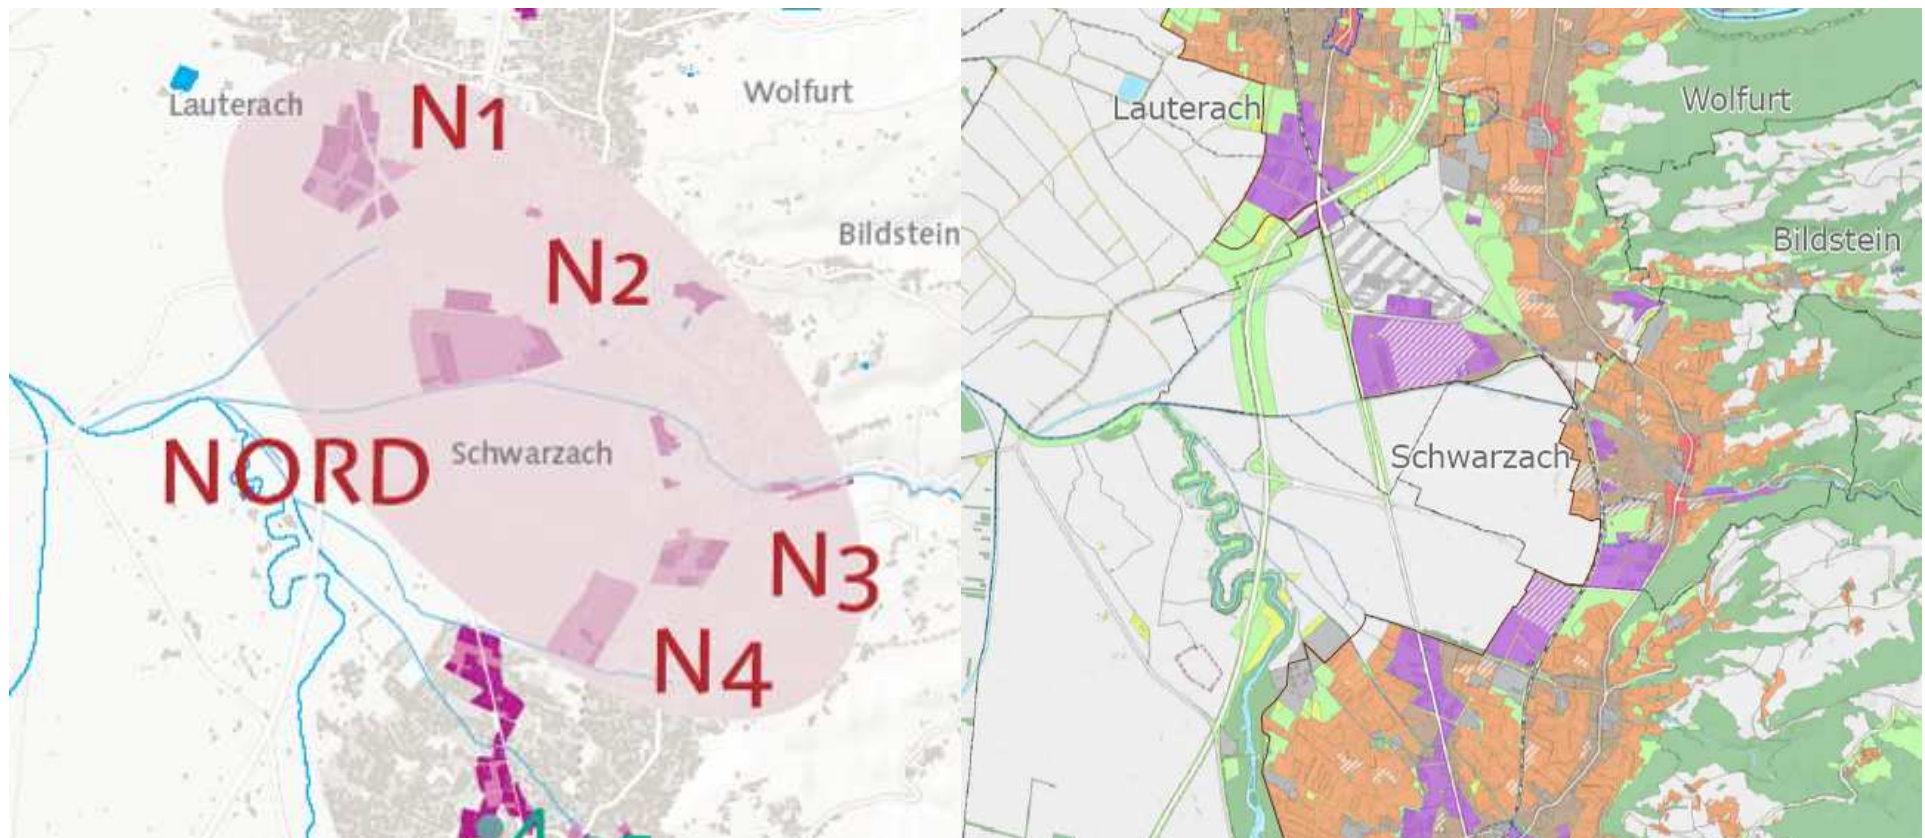 Lauterach
N1
Wolfurt
Bildstein
N2
NORD
Schwarzach
N3
N4
Lauterach
Wolfurt
Bildstein
Schwarzach